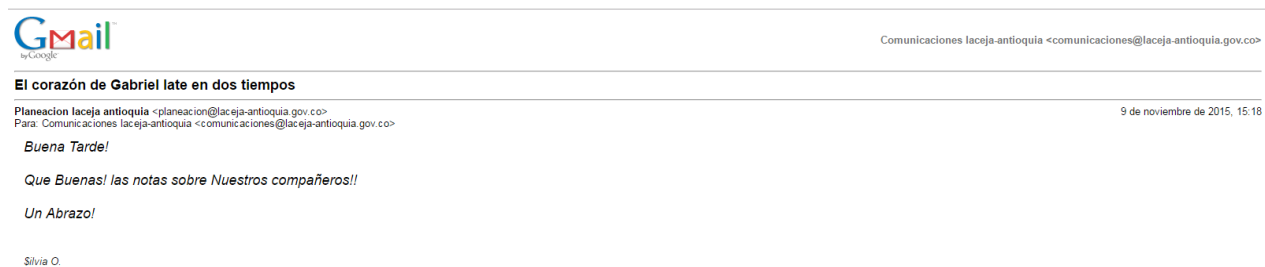 Gmail
by Google
Comunicaciones laceja-antioquia <comunicaciones@laceja-antioquia.gov.co>
El corazón de Gabriel late en dos tiempos
Planeacion laceja antioquia <planeacion@laceja-antioquia.gov.co>
9 de noviembre de 2015, 15:18
Para: Comunicaciones laceja-antioquia <comunicaciones@laceja-antioquia.gov.co>
Buena Tarde!
Que Buenas! las notas sobre Nuestros compañeros!!
Un Abrazo!
Silvia O.